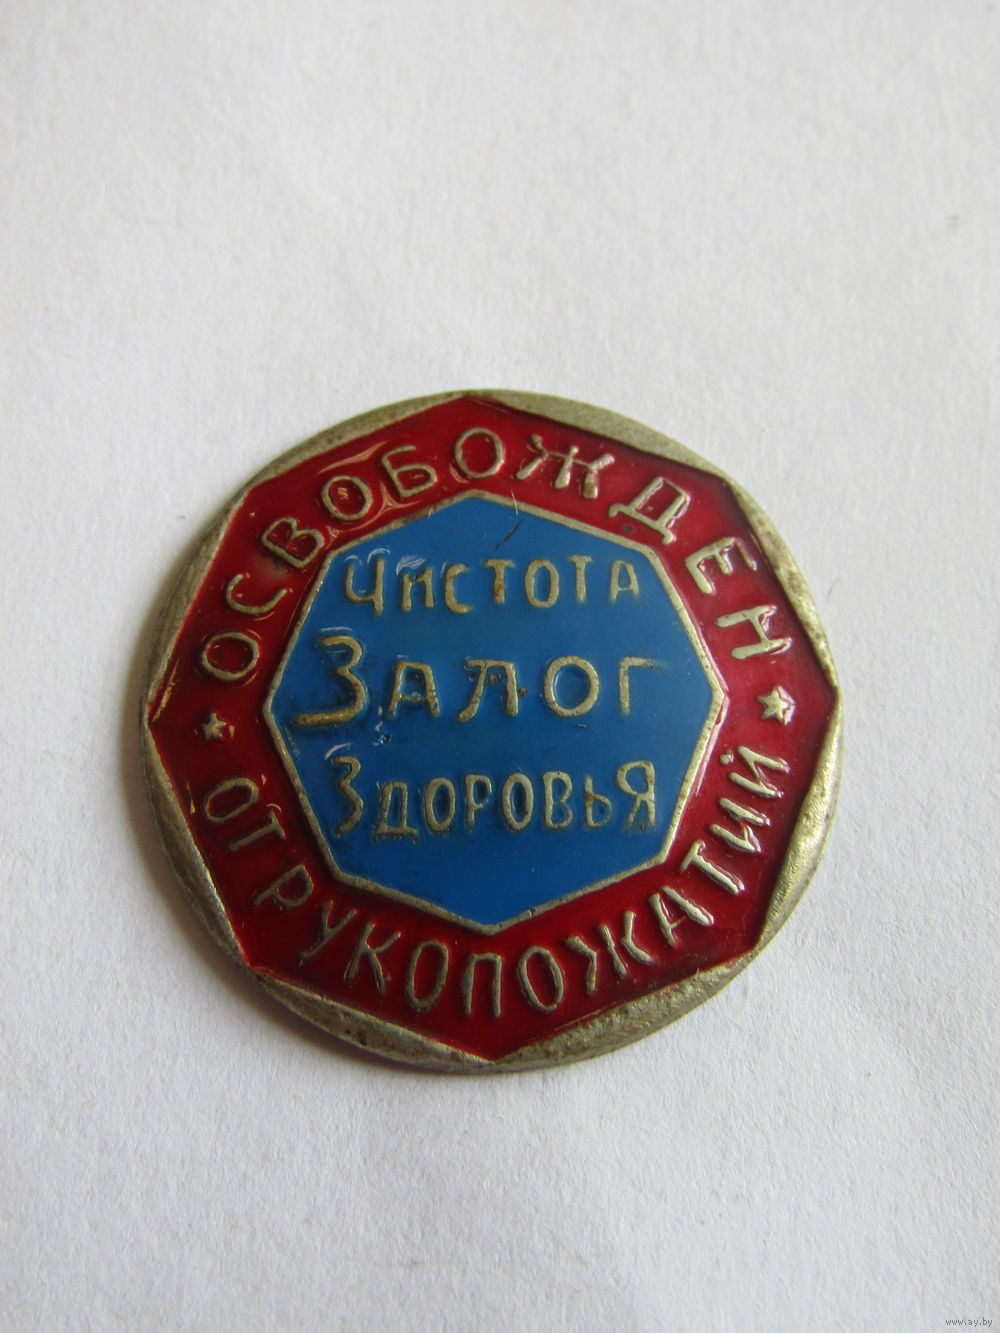 ОСВОБОЖДЕН
ОТ РУКОПОЖАТИЙ
ЧИСТОТА
ЗАЛОГ
ЗДОРОВЬЯ
www.ay.by